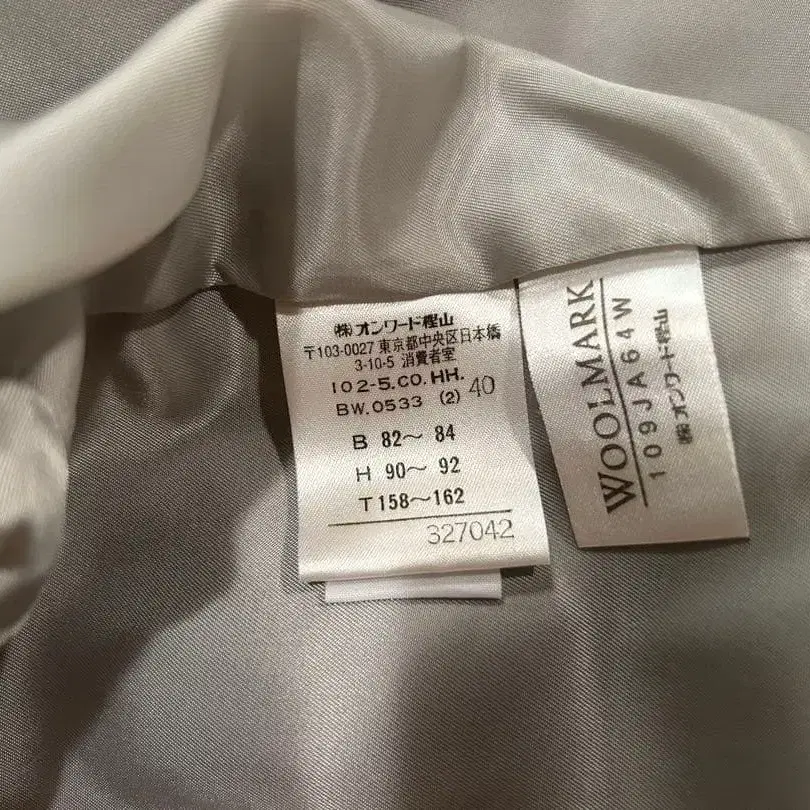 ㈱オンワード樫山
〒103-0027 東京都中央区日本橋
3-10-5 消費者室
102-5.CO.HH.
BW.0533 (2) 40
B 82～ 84
H 90～ 92
T 158～162
327042
WOOLMARK
109JA64W
㈱オンワード樫山